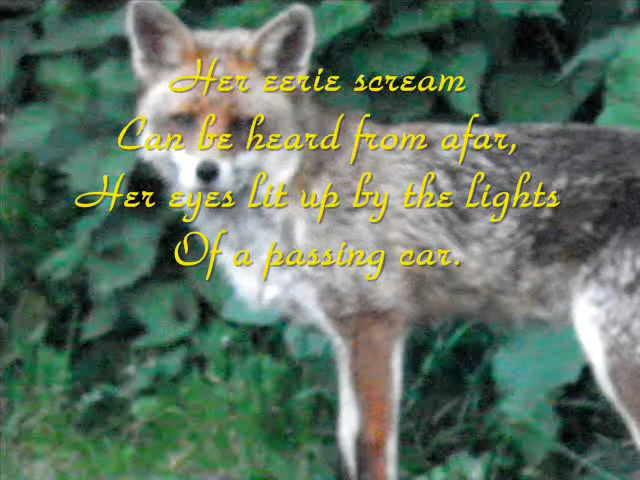 Her eerie scream
Can be heard from afar,
Her eyes lit up by the lights
Of a passing car.